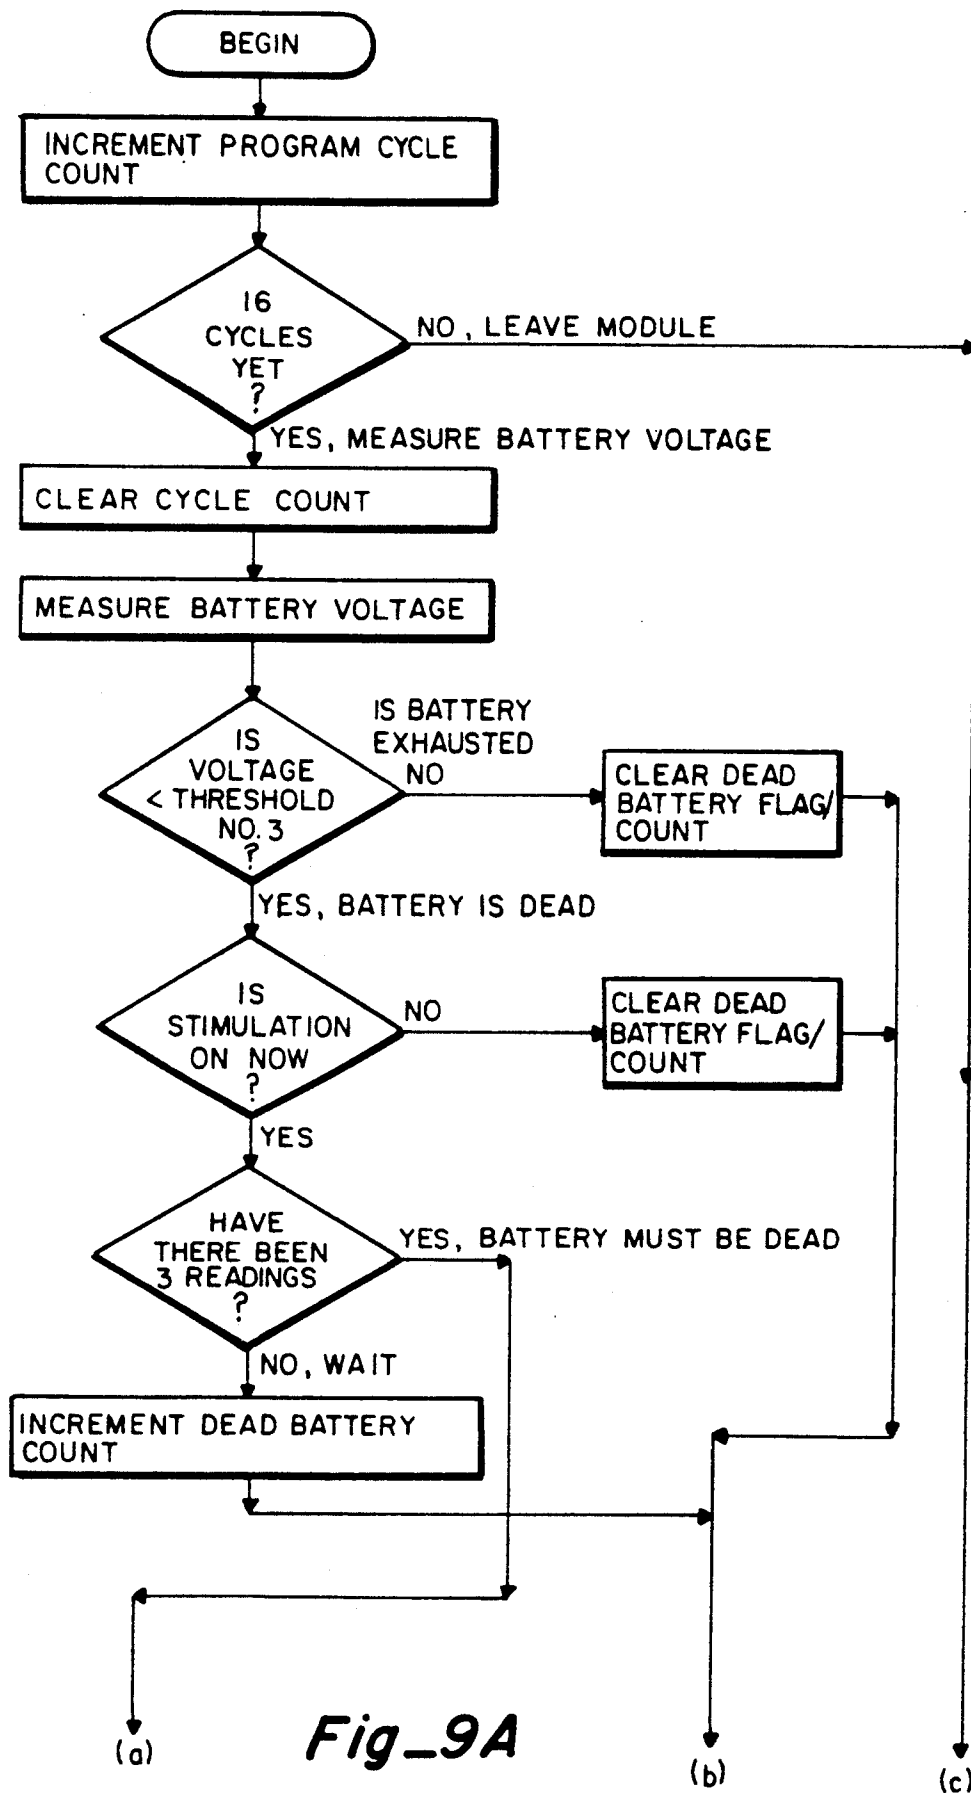 BEGIN
INCREMENT PROGRAM CYCLE
COUNT
16
CYCLES
YET
?
NO, LEAVE MODULE
YES, MEASURE BATTERY VOLTAGE
CLEAR CYCLE COUNT
MEASURE BATTERY VOLTAGE
IS
VOLTAGE
< THRESHOLD
NO. 3
?
IS BATTERY
EXHAUSTED
NO
CLEAR DEAD
BATTERY FLAG/
COUNT
YES, BATTERY IS DEAD
IS
STIMULATION
ON NOW
?
NO
CLEAR DEAD
BATTERY FLAG/
COUNT
YES
HAVE
THERE BEEN
3 READINGS
?
YES, BATTERY MUST BE DEAD
NO, WAIT
INCREMENT DEAD BATTERY
COUNT
(a)
Fig_9A
(b)
(c)